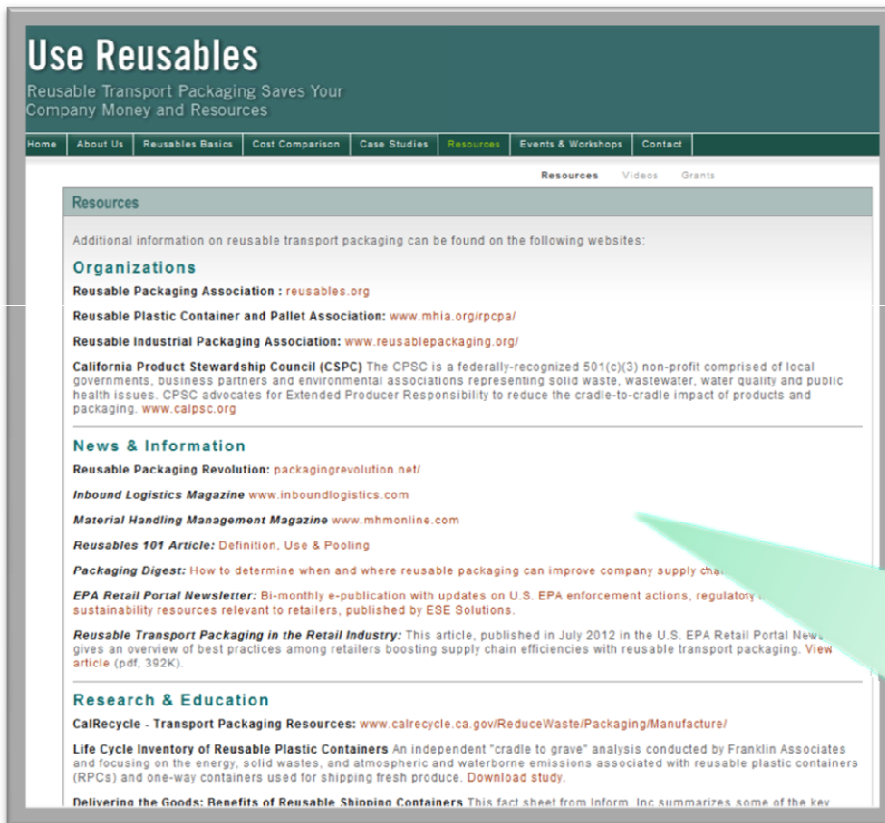 Use Reusables
Reusable Transport Packaging Saves Your
Company Money and Resources
Home About Us Reusables Basics Cost Comparison Case Studies Resources Events & Workshops Contact
Resources Videos Grants
Resources
Additional information on reusable transport packaging can be found on the following websites:
Organizations
Reusable Packaging Association : reusables.org
Reusable Plastic Container and Pallet Association: www.mhia.org/rpcpa/
Reusable Industrial Packaging Association: www.reusablepackaging.org/
California Product Stewardship Council (CSPC) The CPSC is a federally-recognized 501(c)(3) non-profit comprised of local
governments, business partners and environmental associations representing solid waste, wastewater, water quality and public
health issues. CPSC advocates for Extended Producer Responsibility to reduce the cradle-to-cradle impact of products and
packaging. www.calpsc.org
News & Information
Reusable Packaging Revolution: packagingrevolution.net/
Inbound Logistics Magazine www.inboundlogistics.com
Material Handling Management Magazine www.mhmonline.com
Reusables 101 Article: Definition, Use & Pooling
Packaging Digest: How to determine when and where reusable packaging can improve company supply
EPA Retail Portal Newsletter: Bi-monthly e-publication with updates on U.S. EPA enforcement actions, regulatory
sustainability resources relevant to retailers, published by ESE Solutions.
Reusable Transport Packaging in the Retail Industry: This article, published in July 2012 in the U.S. EPA Retail Portal
gives an overview of best practices among retailers boosting supply chain efficiencies with reusable transport packaging. View
article (pdf, 392K).
Research & Education
CalRecycle - Transport Packaging Resources: www.calrecycle.ca.gov/ReduceWaste/Packaging/Manufacture/
Life Cycle Inventory of Reusable Plastic Containers An independent "cradle to grave" analysis conducted by Franklin Associates
and focusing on the energy, solid wastes, and atmospheric and waterborne emissions associated with reusable plastic containers
(RPCs) and one-way containers used for shipping fresh produce. Download study.
Delivering the Goods: Benefits of Reusable Shipping Containers This fact sheet from Inform, Inc summarizes some of the key